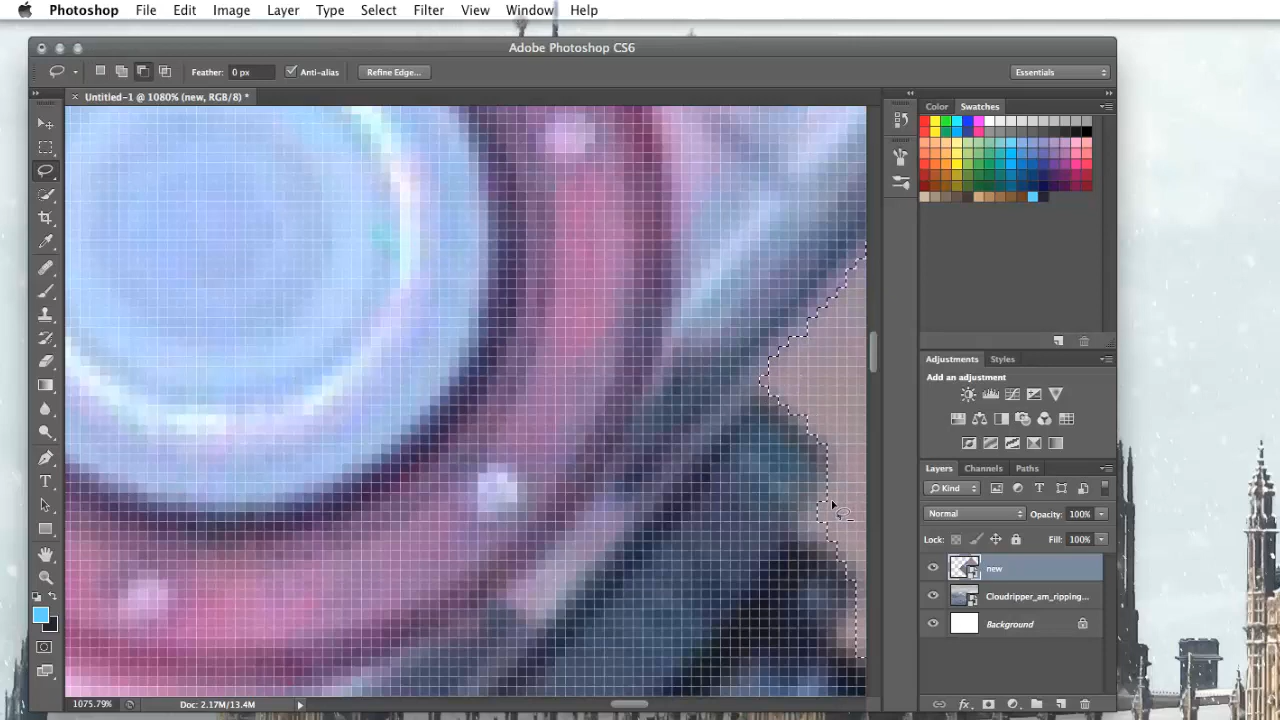 Photoshop File Edit Image Layer Type Select Filter View Window Help
Adobe Photoshop CS6
Feather: 0 px Anti-alias Refine Edge... Essentials
× Untitled-1 @ 1080% (new, RGB/8) *
Color Swatches
Adjustments Styles
Add an adjustment
Layers Channels Paths
Kind
Normal Opacity: 100%
Lock: Fill: 100%
new
Cloudripper_am_ripping...
Background
1075.79% Doc: 2.17M/13.4M